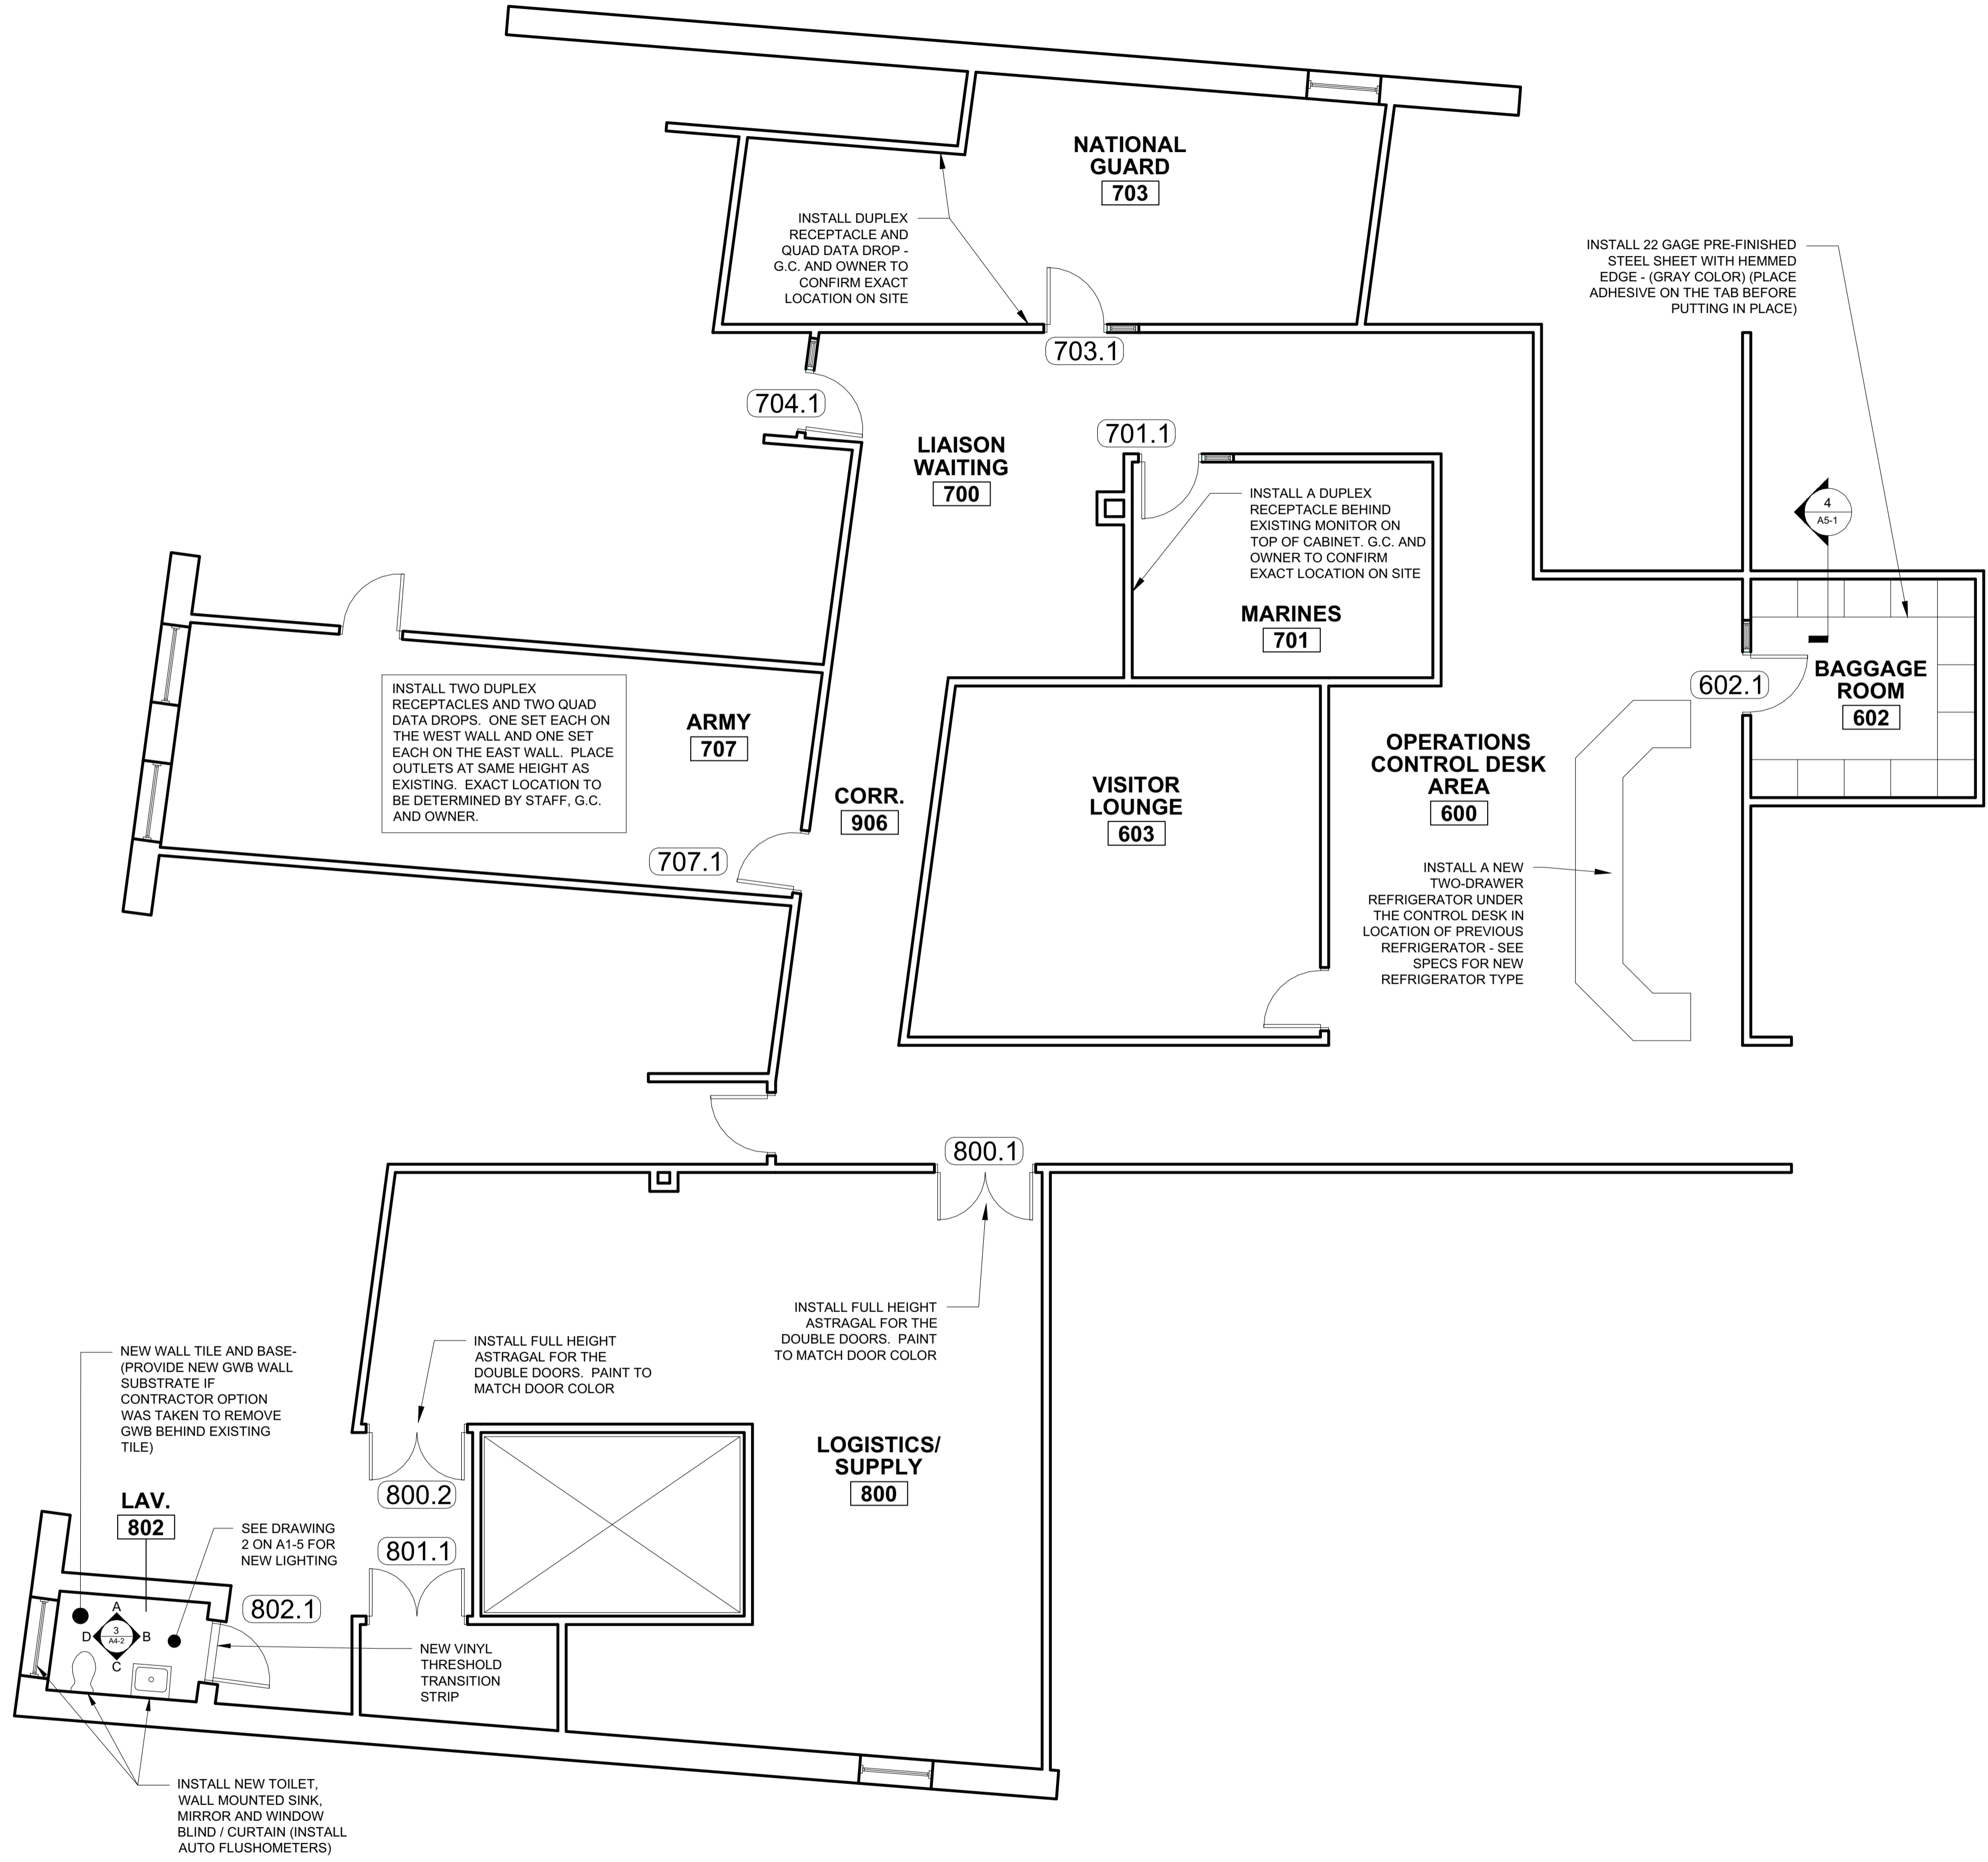 NATIONAL
GUARD
703
INSTALL DUPLEX
RECEPTACLE AND
QUAD DATA DROP -
G.C. AND OWNER TO
CONFIRM EXACT
LOCATION ON SITE
INSTALL 22 GAGE PRE-FINISHED
STEEL SHEET WITH HEMMED
EDGE - (GRAY COLOR) (PLACE
ADHESIVE ON THE TAB BEFORE
PUTTING IN PLACE)
703.1
704.1
701.1
LIAISON
WAITING
700
INSTALL A DUPLEX
RECEPTACLE BEHIND
EXISTING MONITOR ON
TOP OF CABINET. G.C. AND
OWNER TO CONFIRM
EXACT LOCATION ON SITE
4
A5-1
MARINES
701
602.1
BAGGAGE
ROOM
602
INSTALL TWO DUPLEX
RECEPTACLES AND TWO QUAD
DATA DROPS. ONE SET EACH ON
THE WEST WALL AND ONE SET
EACH ON THE EAST WALL. PLACE
OUTLETS AT SAME HEIGHT AS
EXISTING. EXACT LOCATION TO
BE DETERMINED BY STAFF, G.C.
AND OWNER.
ARMY
707
707.1
CORR.
906
VISITOR
LOUNGE
603
OPERATIONS
CONTROL DESK
AREA
600
INSTALL A NEW
TWO-DRAWER
REFRIGERATOR UNDER
THE CONTROL DESK IN
LOCATION OF PREVIOUS
REFRIGERATOR - SEE
SPECS FOR NEW
REFRIGERATOR TYPE
800.1
INSTALL FULL HEIGHT
ASTRAGAL FOR THE
DOUBLE DOORS. PAINT
TO MATCH DOOR COLOR
INSTALL FULL HEIGHT
ASTRAGAL FOR THE
DOUBLE DOORS. PAINT TO
MATCH DOOR COLOR
NEW WALL TILE AND BASE-
(PROVIDE NEW GWB WALL
SUBSTRATE IF
CONTRACTOR OPTION
WAS TAKEN TO REMOVE
GWB BEHIND EXISTING
TILE)
LOGISTICS/
SUPPLY
800
800.2
801.1
LAV.
802
SEE DRAWING
2 ON A1-5 FOR
NEW LIGHTING
802.1
A
D
3
A4-2
B
C
NEW VINYL
THRESHOLD
TRANSITION
STRIP
INSTALL NEW TOILET,
WALL MOUNTED SINK,
MIRROR AND WINDOW
BLIND / CURTAIN (INSTALL
AUTO FLUSHOMETERS)